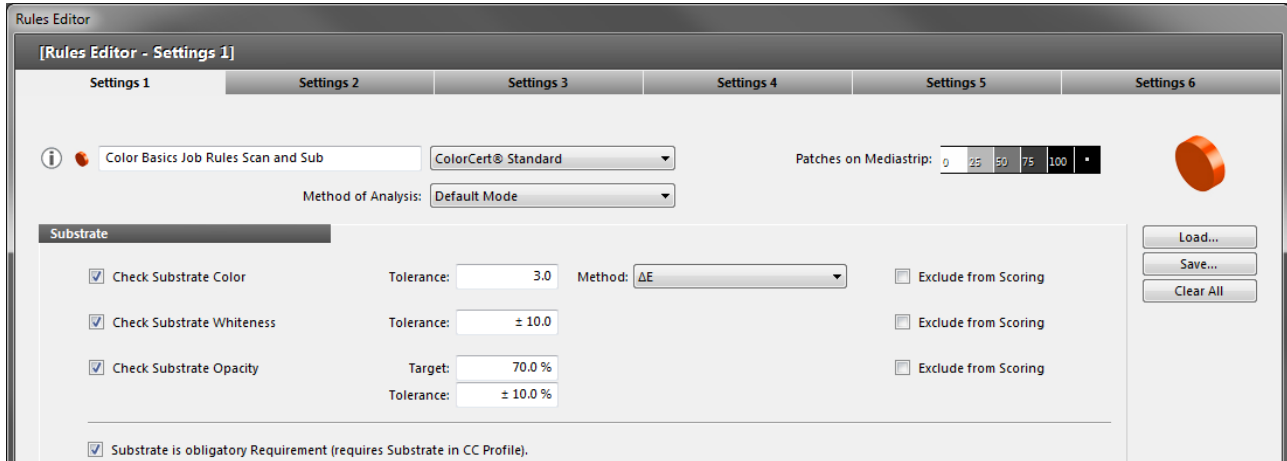 Rules Editor
[Rules Editor - Settings 1]
Settings 1 Settings 2 Settings 3 Settings 4 Settings 5 Settings 6
i Color Basics Job Rules Scan and Sub ColorCert® Standard Patches on Mediastrip: 0 25 50 75 100 *
Method of Analysis: Default Mode
Substrate
Load...
Save...
Clear All
Check Substrate Color Tolerance: 3.0 Method: ΔE Exclude from Scoring
Check Substrate Whiteness Tolerance: ± 10.0 Exclude from Scoring
Check Substrate Opacity Target: 70.0 % Exclude from Scoring
Tolerance: ± 10.0 %
Substrate is obligatory Requirement (requires Substrate in CC Profile).